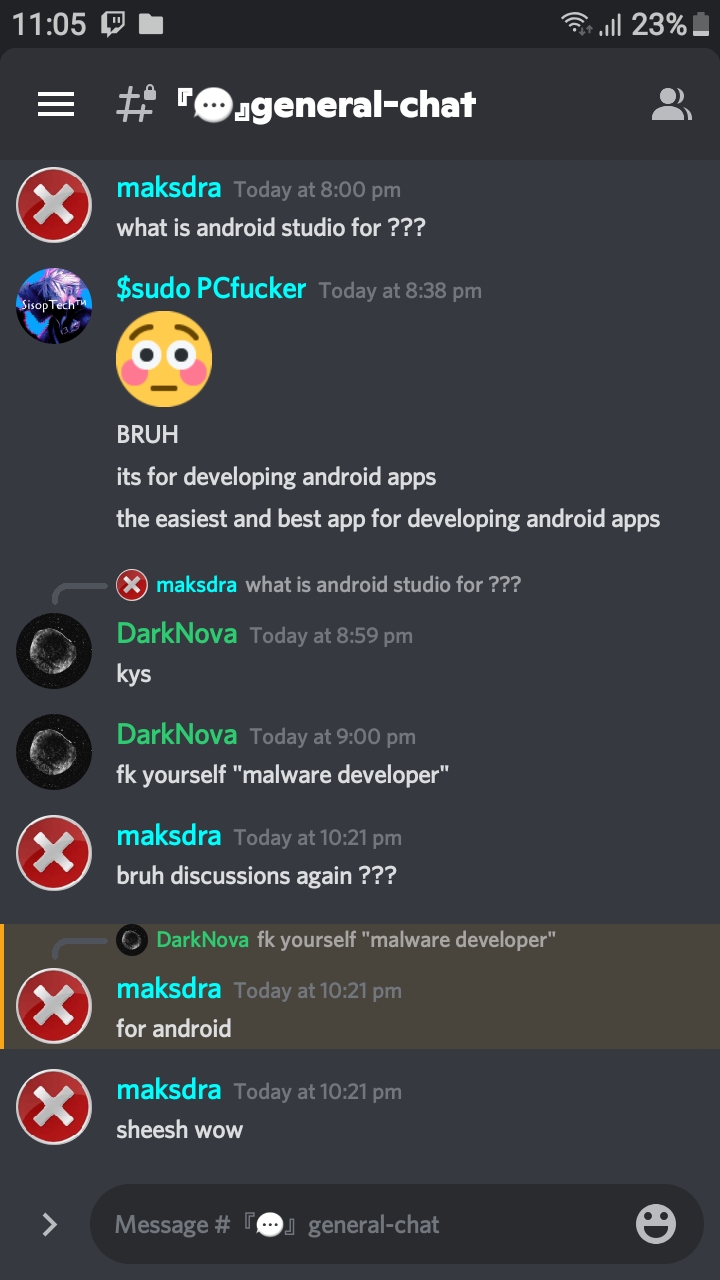 11:05 23%
『💬』general-chat
maksdra Today at 8:00 pm
what is android studio for ???
$sudo PCfucker Today at 8:38 pm
SisopTech™
BRUH
its for developing android apps
the easiest and best app for developing android apps
maksdra what is android studio for ???
DarkNova Today at 8:59 pm
kys
DarkNova Today at 9:00 pm
fk yourself "malware developer"
maksdra Today at 10:21 pm
bruh discussions again ???
DarkNova fk yourself "malware developer"
maksdra Today at 10:21 pm
for android
maksdra Today at 10:21 pm
sheesh wow
Message #『💬』general-chat